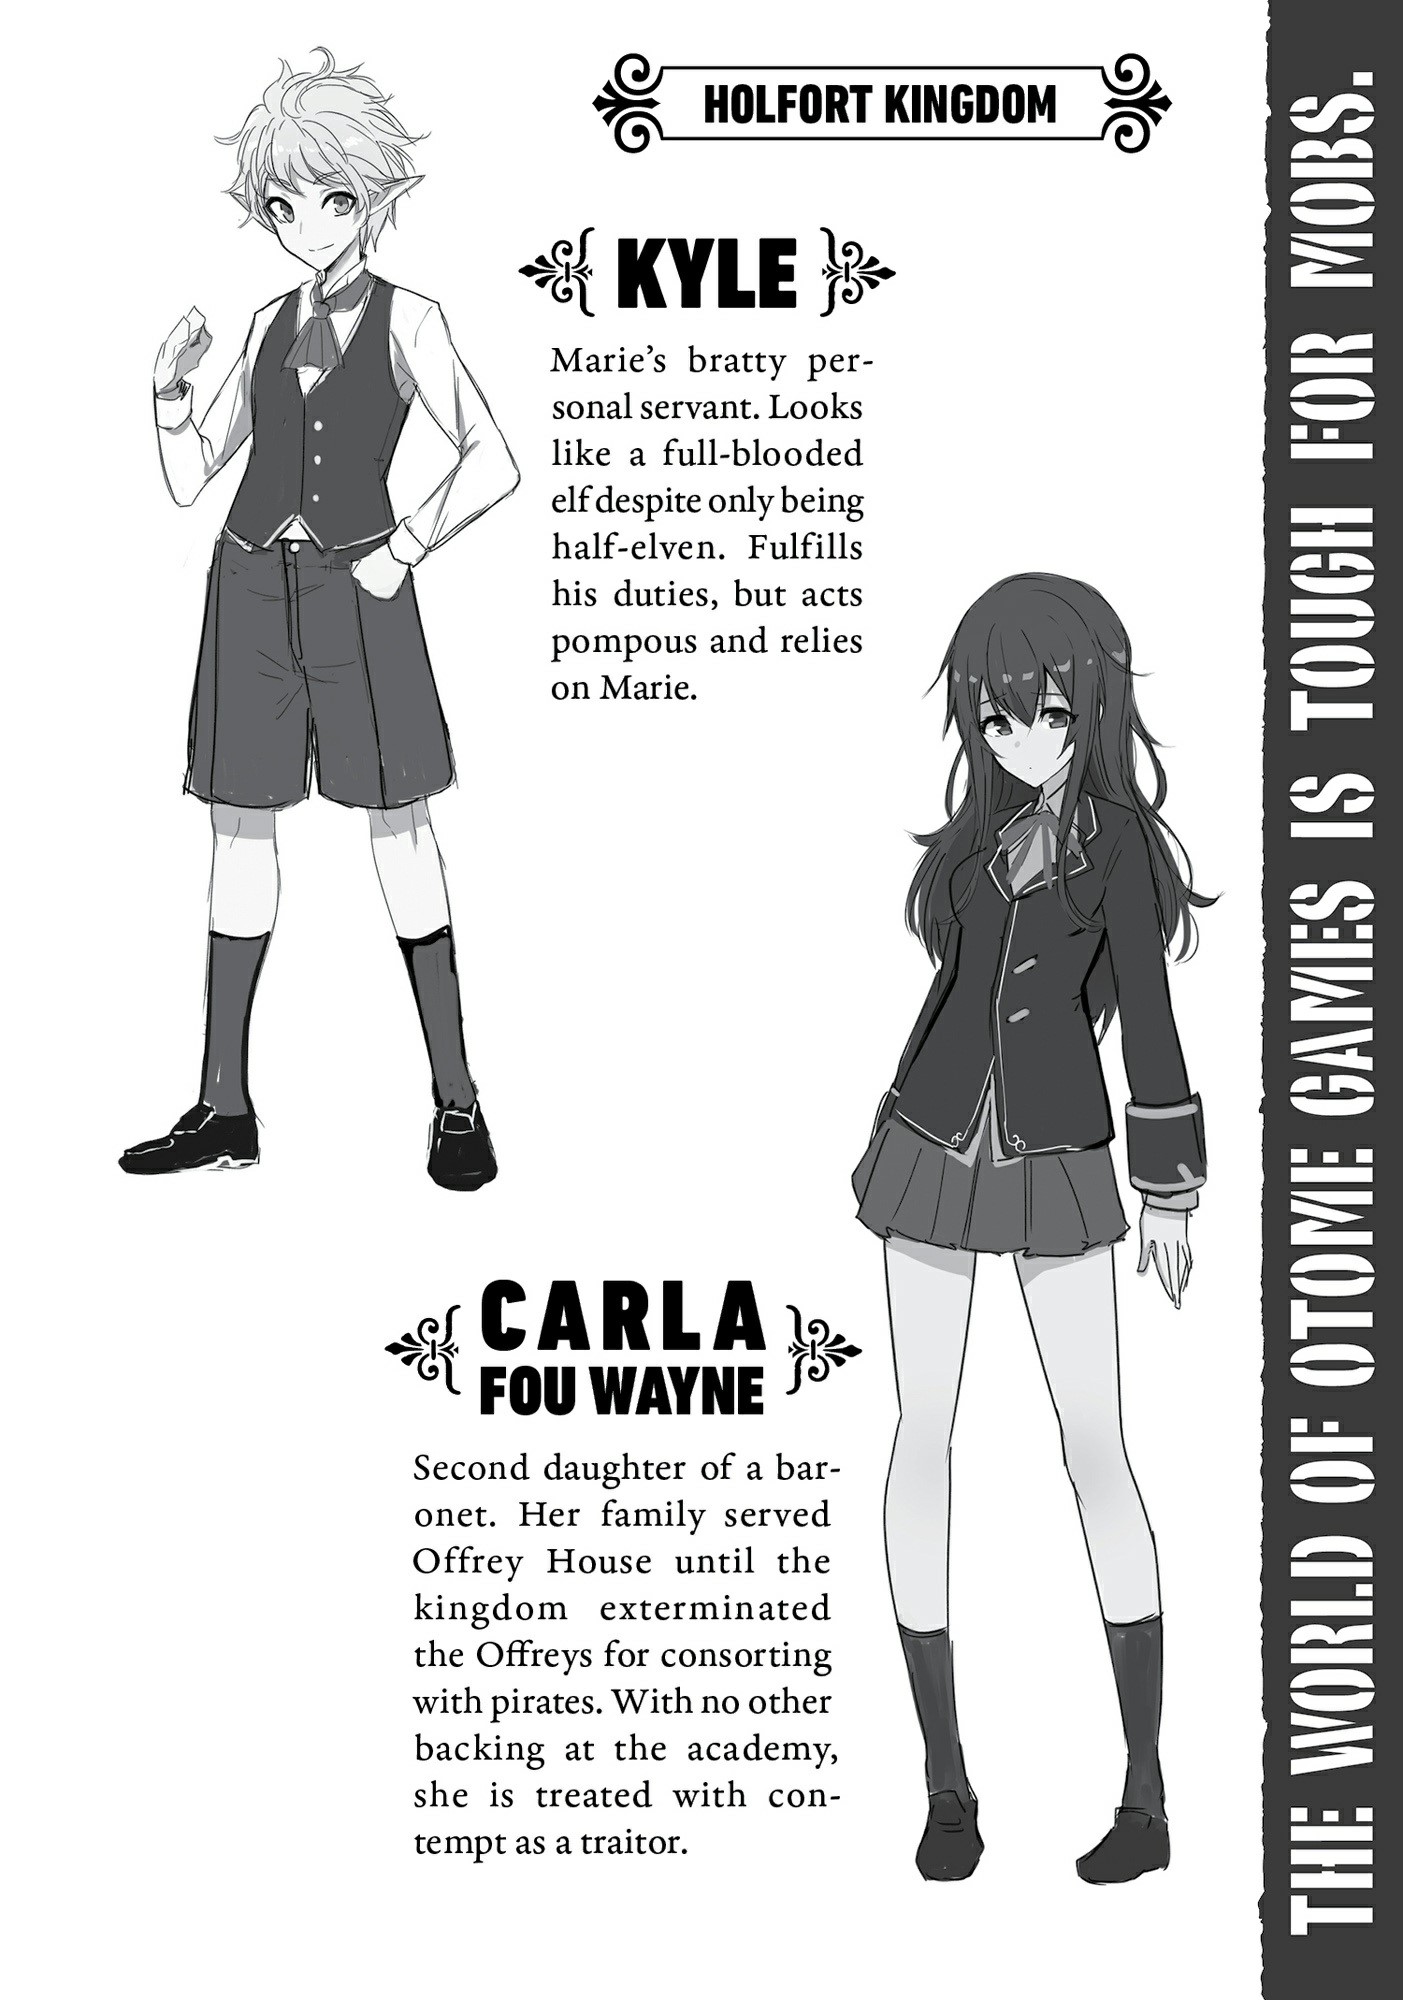 HOLFORT KINGDOM
KYLE
Marie's bratty per-
sonal servant. Looks
like a full-blooded
elf despite only being
half-elven. Fulfills
his duties, but acts
pompous and relies
on Marie.
CARLA
FOU WAYNE
Second daughter of a bar-
onet. Her family served
Offrey House until the
kingdom exterminated
the Offreys for consorting
with pirates. With no other
backing at the academy,
she is treated with con-
tempt as a traitor.
THE WORLD OF OTOME GAMES IS TOUGH FOR MOBS.